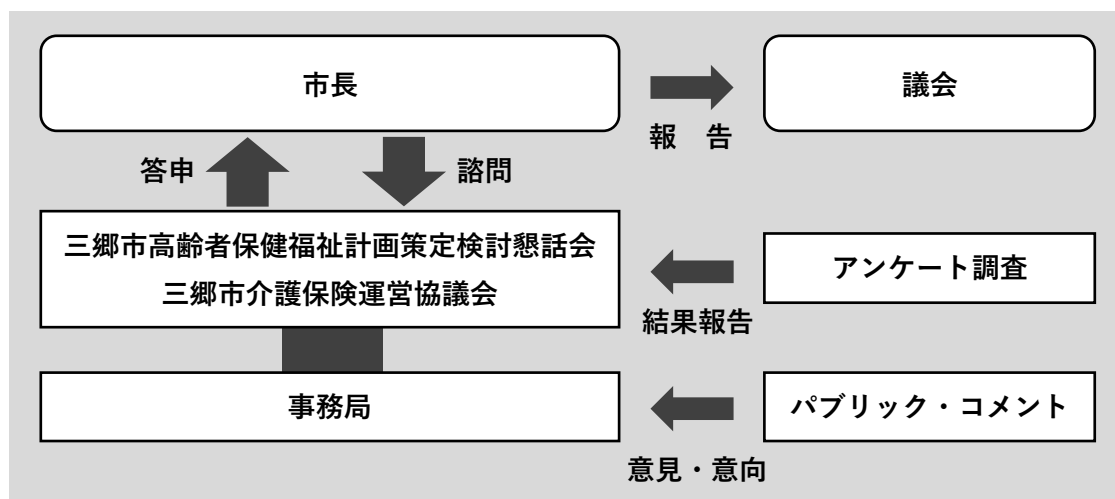 市長
議会
報　告
答申
諮問
三郷市高齢者保健福祉計画策定検討懇話会
三郷市介護保険運営協議会
アンケート調査
結果報告
事務局
パブリック・コメント
意見・意向